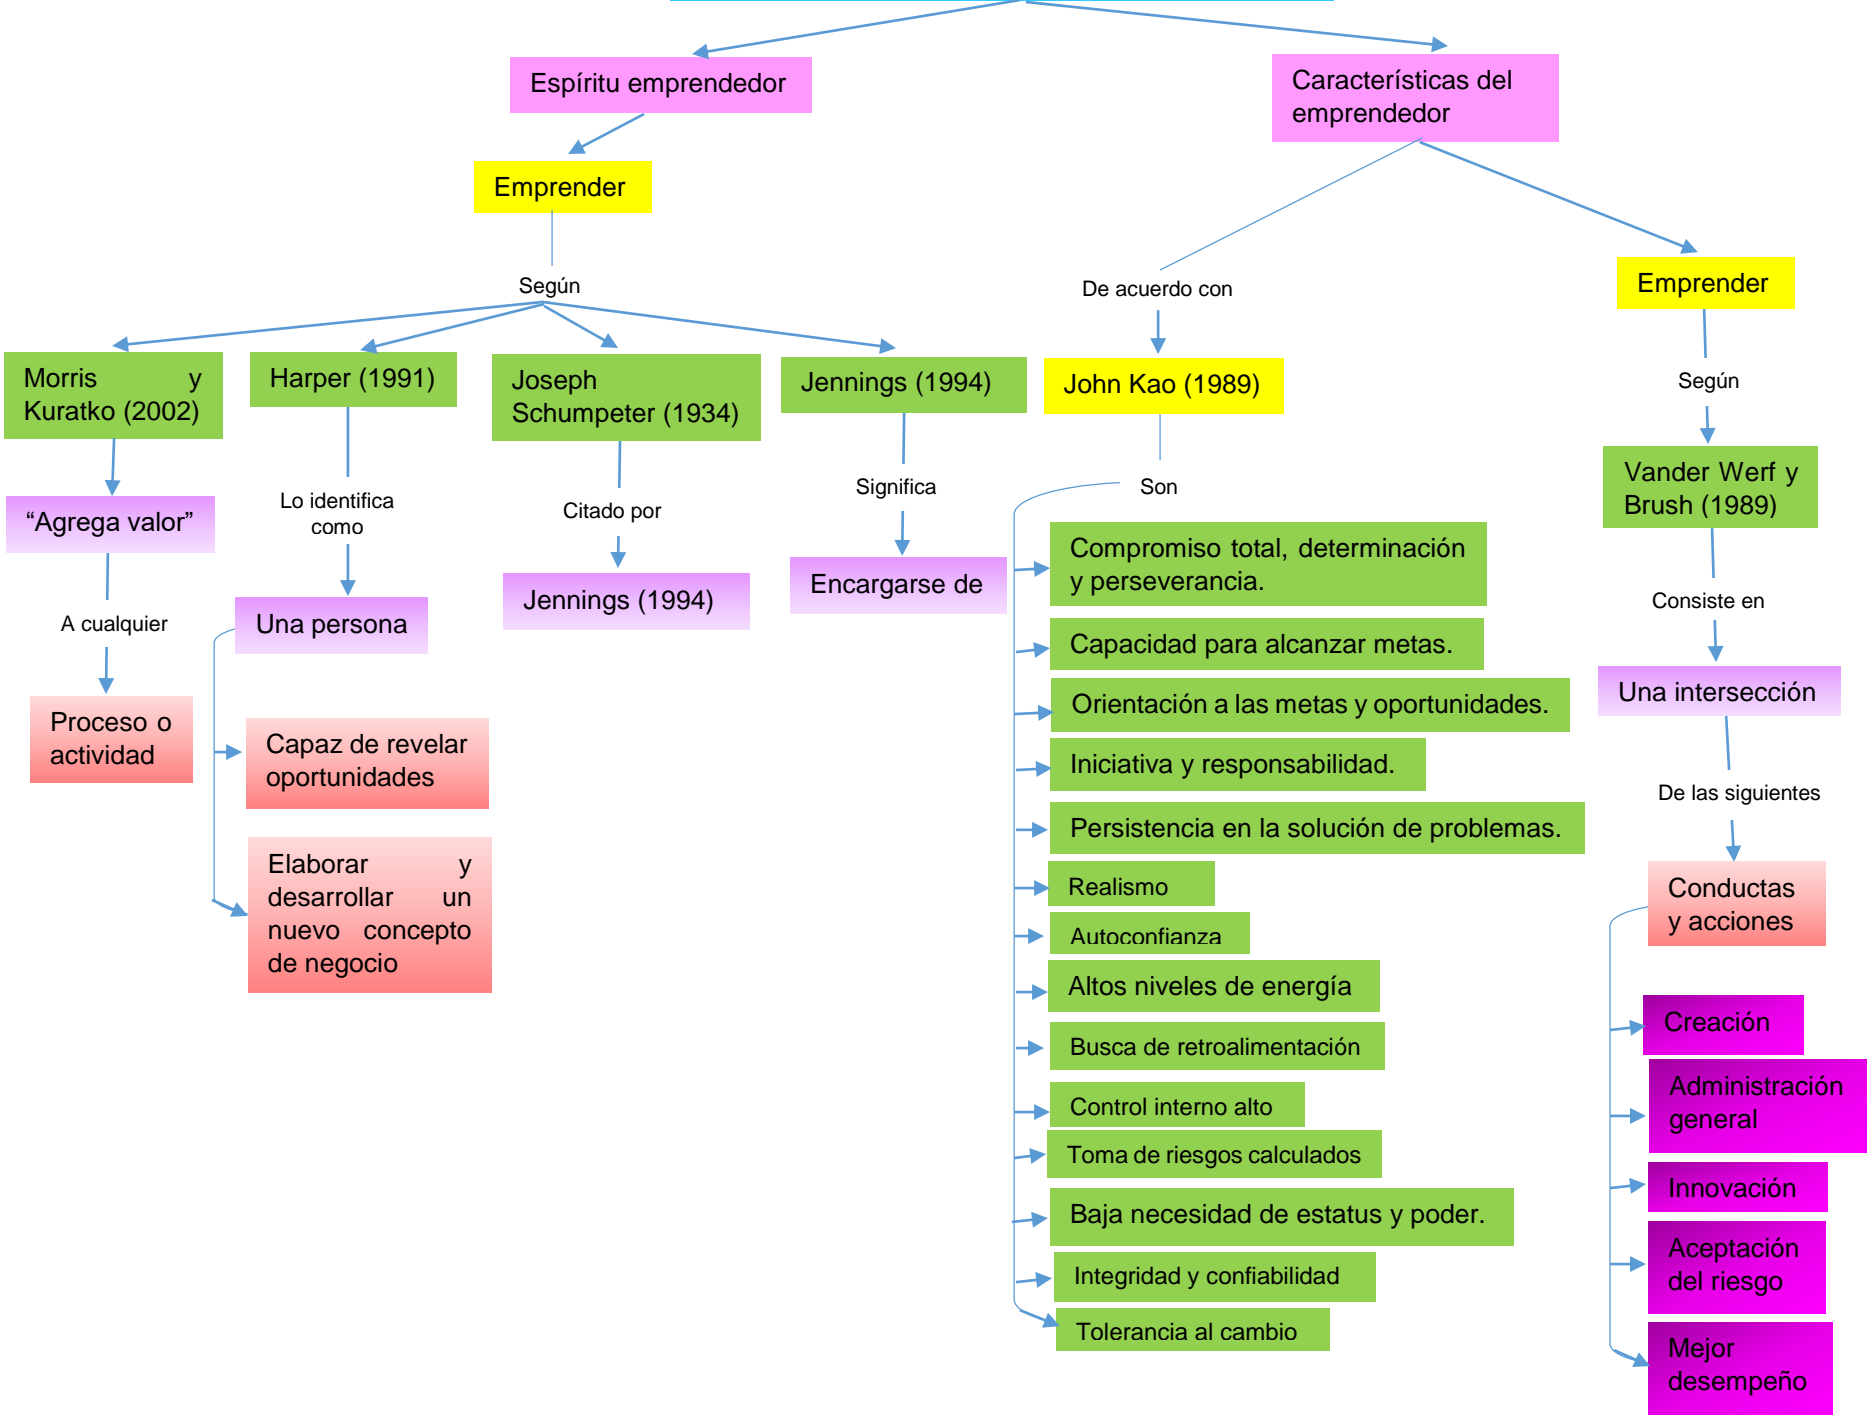 Espíritu emprendedor
Características del
emprendedor
Emprender
Según
De acuerdo con
Emprender
Morris y
Kuratko (2002)
Harper (1991)
Joseph
Schumpeter (1934)
Jennings (1994)
John Kao (1989)
Según
“Agrega valor”
Lo identifica
como
Citado por
Significa
Son
Vander Werf y
Brush (1989)
A cualquier
Una persona
Jennings (1994)
Encargarse de
Consiste en
Proceso o
actividad
Capaz de revelar
oportunidades
Elaborar y
desarrollar un
nuevo concepto
de negocio
Compromiso total, determinación
y perseverancia.
Capacidad para alcanzar metas.
Orientación a las metas y oportunidades.
Iniciativa y responsabilidad.
Persistencia en la solución de problemas.
Realismo
Autoconfianza
Altos niveles de energía
Busca de retroalimentación
Control interno alto
Toma de riesgos calculados
Baja necesidad de estatus y poder.
Integridad y confiabilidad
Tolerancia al cambio
Una intersección
De las siguientes
Conductas
y acciones
Creación
Administración
general
Innovación
Aceptación
del riesgo
Mejor
desempeño